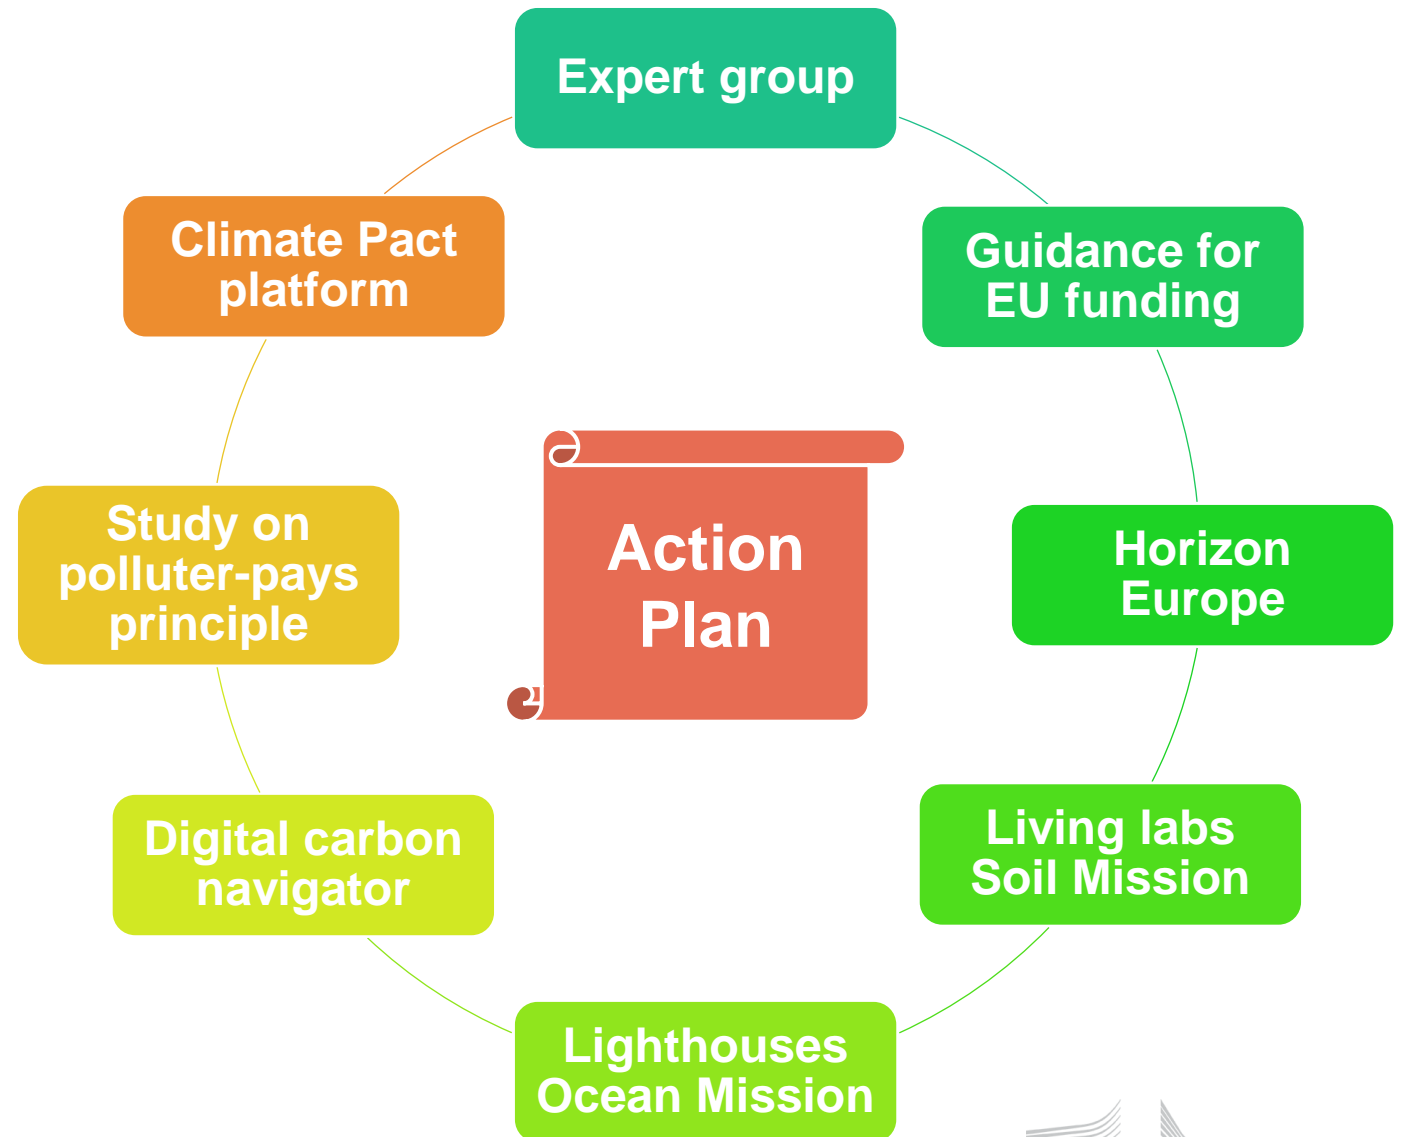 Expert group
Guidance for
EU funding
Horizon
Europe
Living labs
Soil Mission
Lighthouses
Ocean Mission
Digital carbon
navigator
Study on
polluter-pays
principle
Climate Pact
platform
Action
Plan